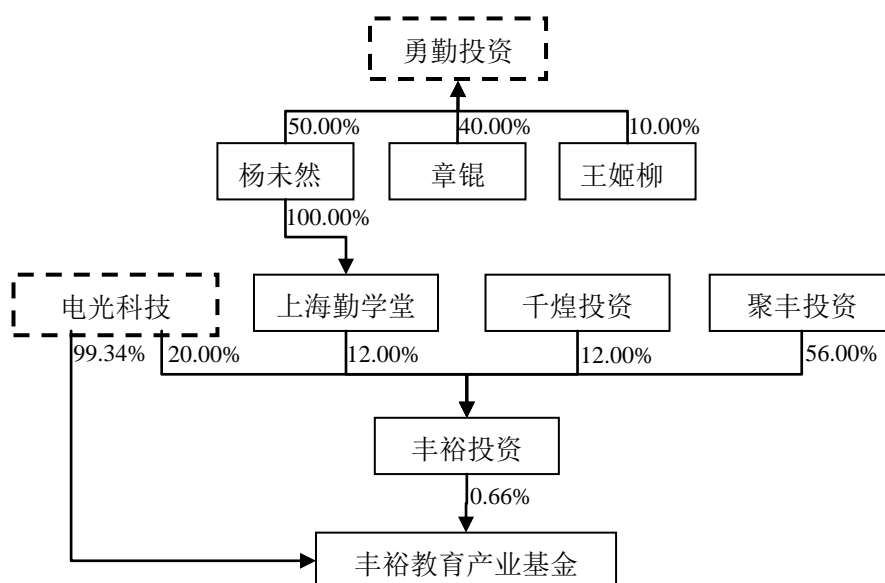 勇勤投资
50.00% 40.00% 10.00%
杨未然 章锟 王姬柳
100.00%
电光科技 上海勤学堂 千煌投资 聚丰投资
99.34% 20.00% 12.00% 12.00% 56.00%
丰裕投资
0.66%
丰裕教育产业基金